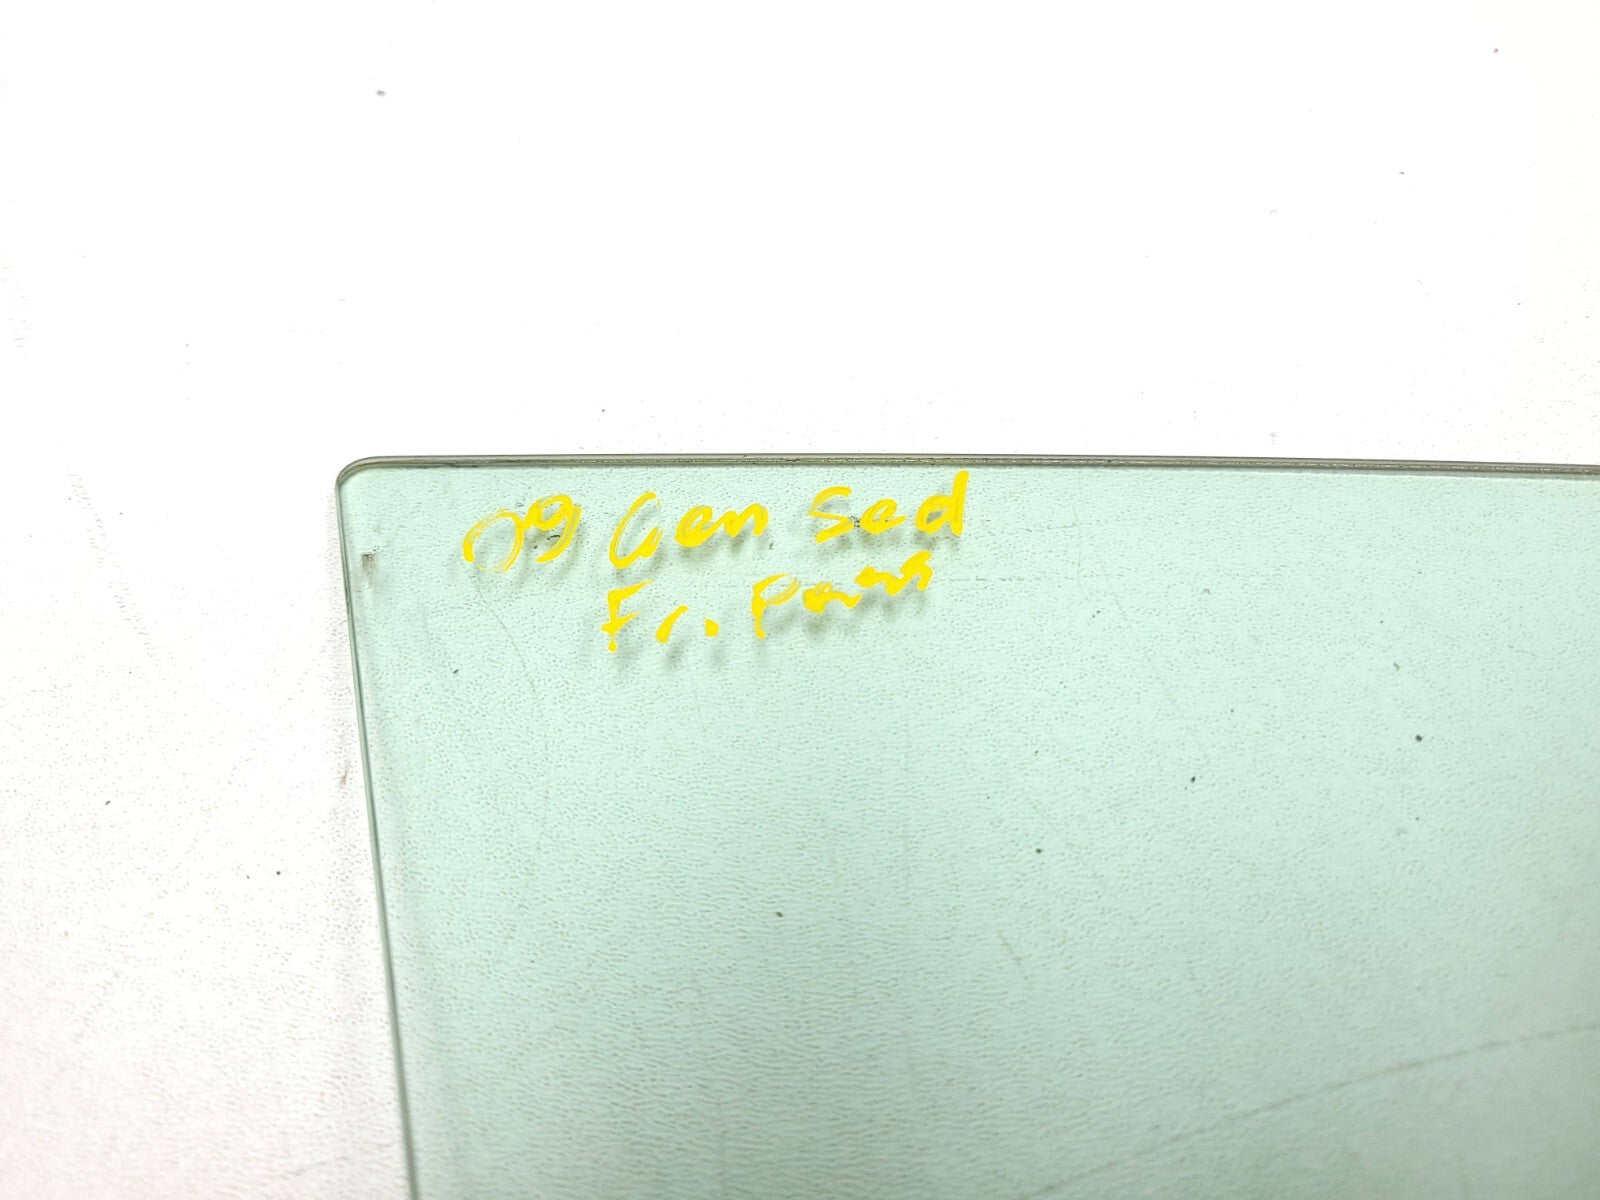 09 Gen Sed
Fr. Pass